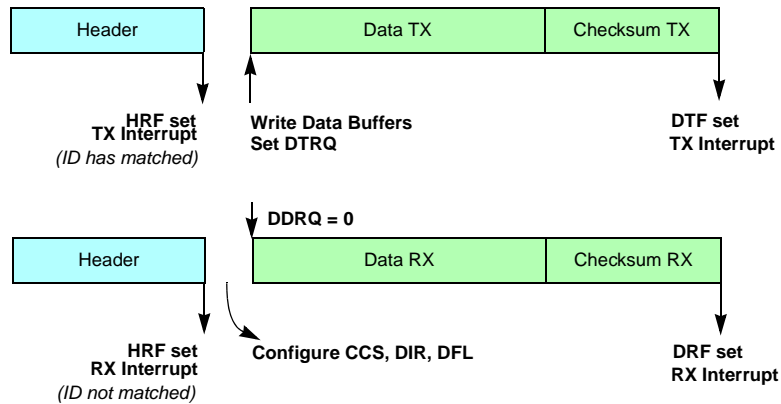 Header
Data TX
Checksum TX
HRF set
TX Interrupt
(ID has matched)
Write Data Buffers
Set DTRQ
DTF set
TX Interrupt
DDRQ = 0
Header
Data RX
Checksum RX
HRF set
RX Interrupt
(ID not matched)
Configure CCS, DIR, DFL
DRF set
RX Interrupt